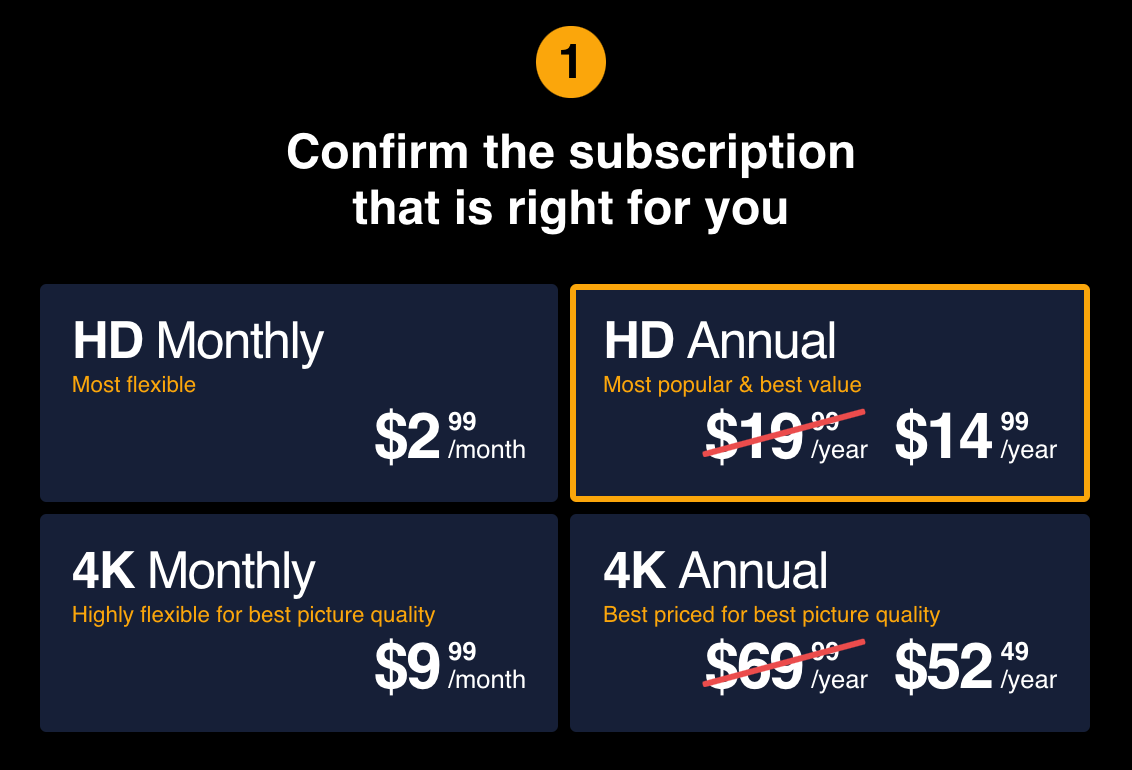 1
Confirm the subscription
that is right for you
HD Monthly
Most flexible
$2 99 /month
HD Annual
Most popular & best value
$19 99 /year $14 99 /year
4K Monthly
Highly flexible for best picture quality
$9 99 /month
4K Annual
Best priced for best picture quality
$69 99 /year $52 49 /year